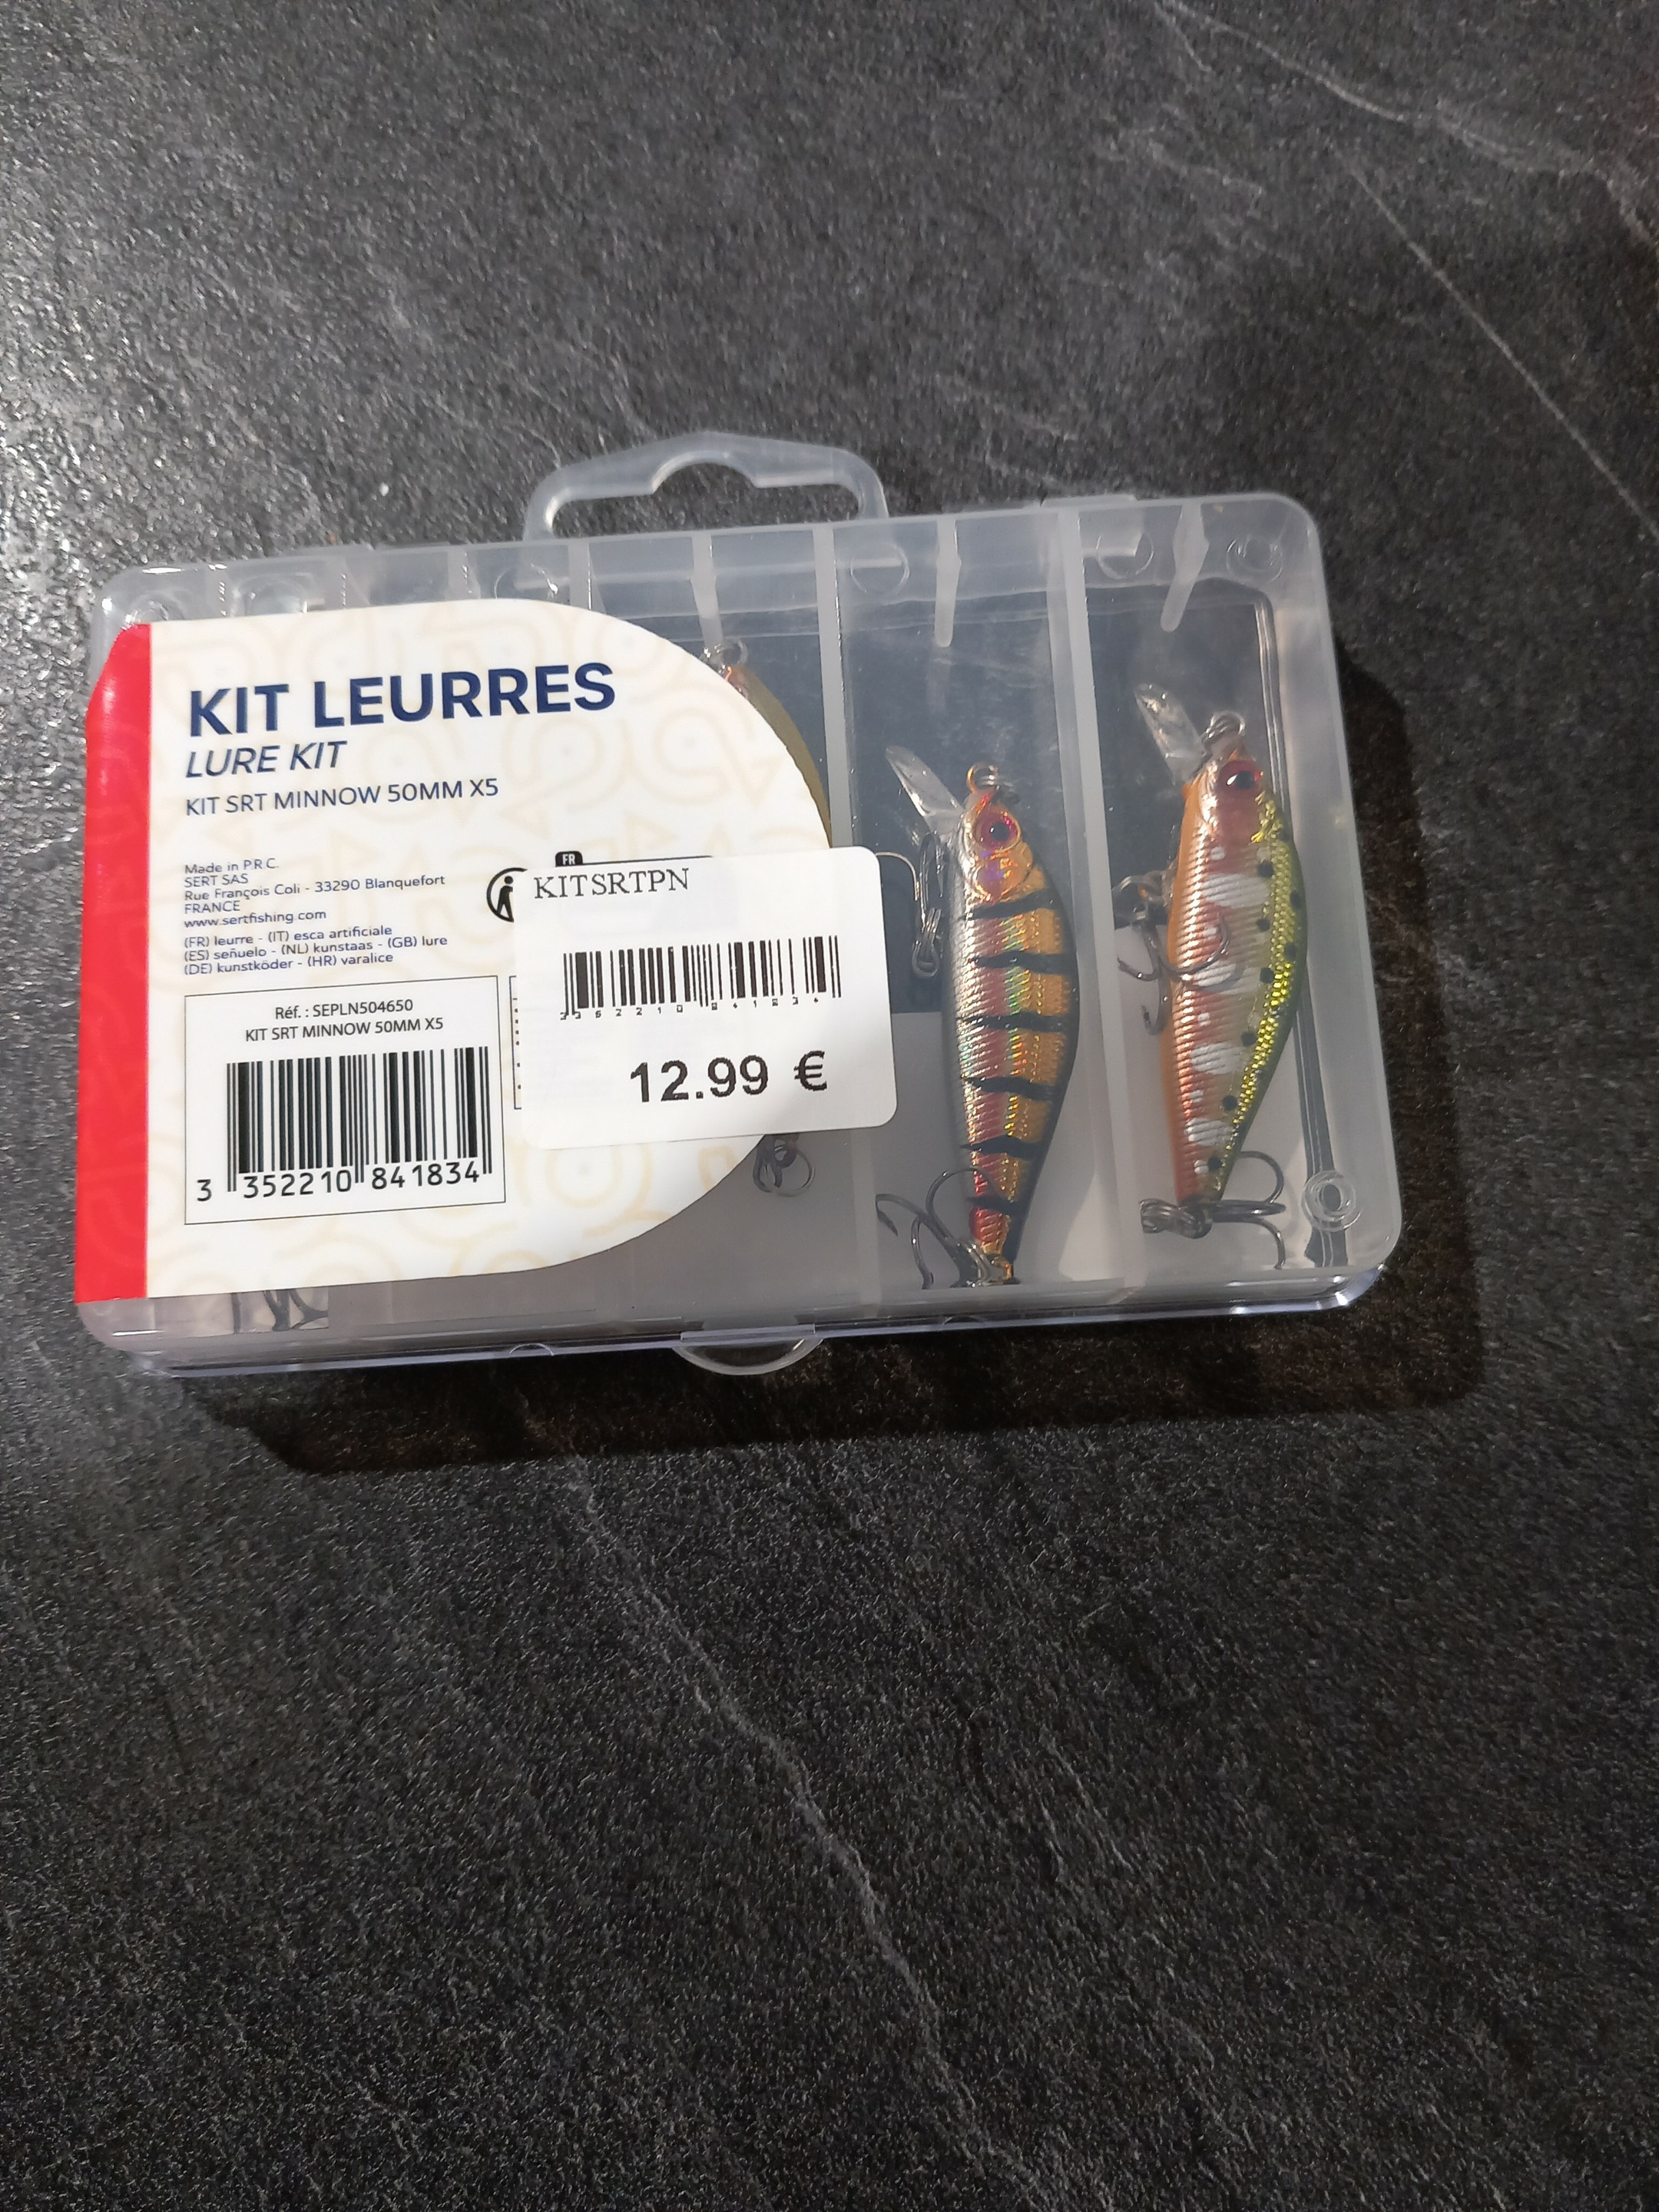 KIT LEURRES
LURE KIT
KIT SRT MINNOW 50MM X5
Made in P.R.C.
SERT SAS
Rue François Coli - 33290 Blanquefort
FRANCE
www.sertfishing.com
(FR) leurre - (IT) esca artificiale
(ES) señuelo - (NL) kunstaas - (GB) lure
(DE) kunstköder - (HR) varalice
Réf. : SEPLN504650
KIT SRT MINNOW 50MM X5
3 352210 841834
FR
KITSRTPN
3352210841834
12.99 €